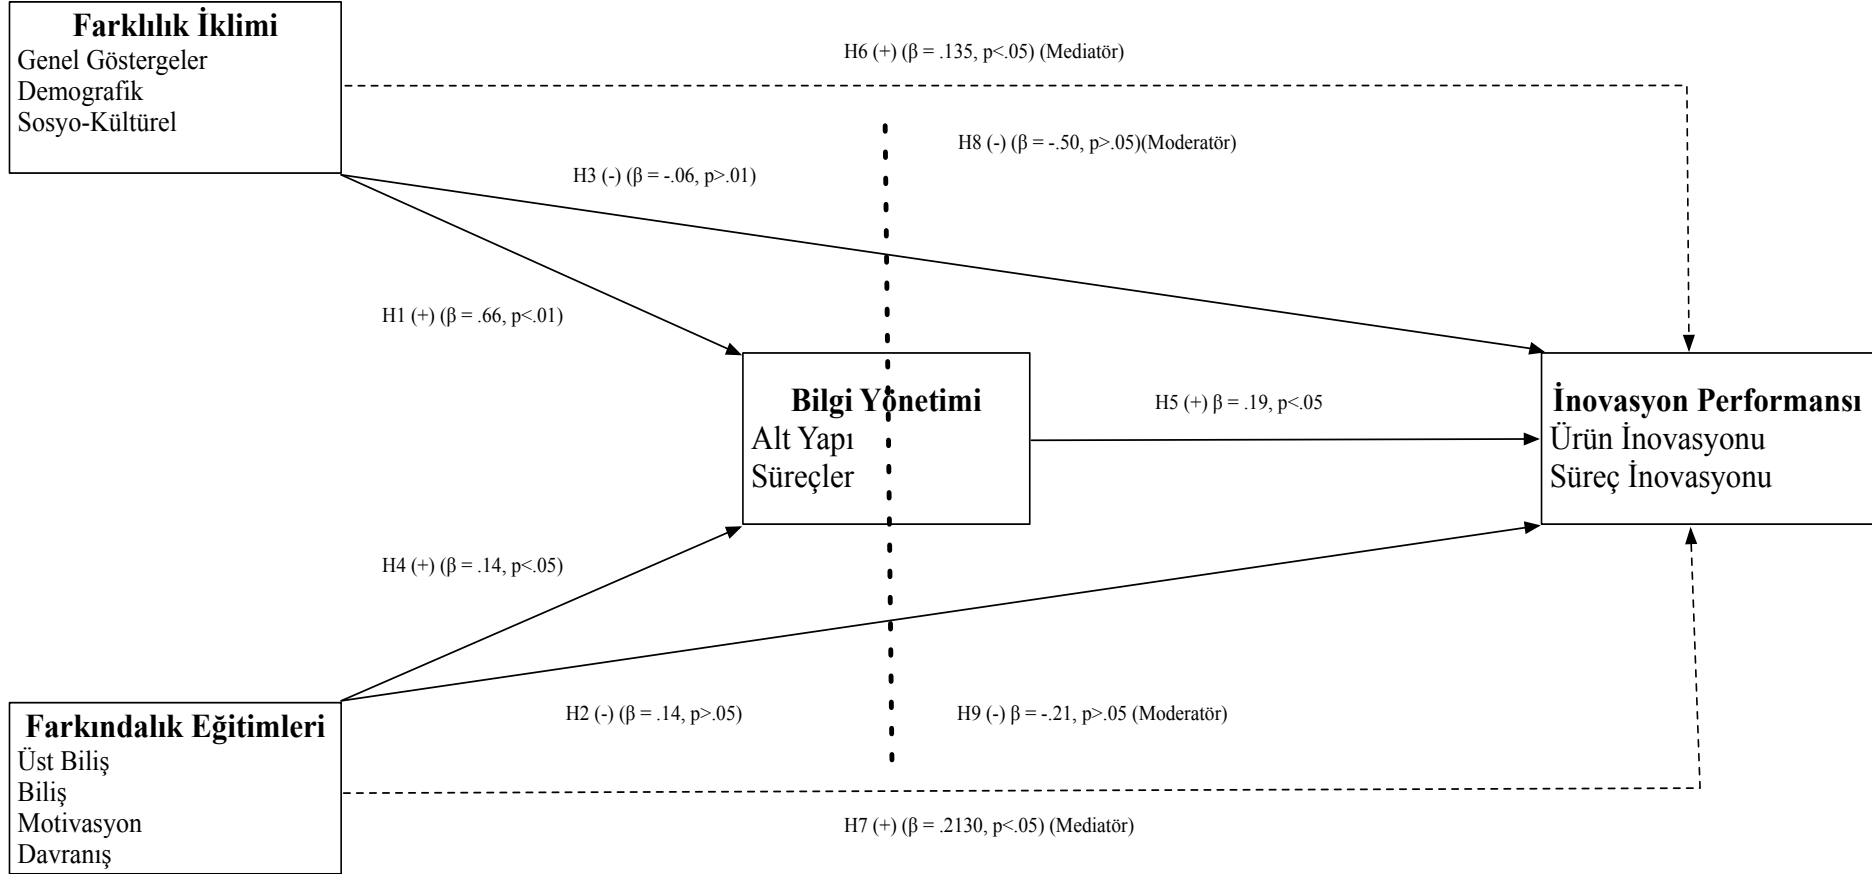 Farklılık İklimi
Genel Göstergeler
Demografik
Sosyo-Kültürel
H6 (+) (β = .135, p<.05) (Mediatör)
H8 (-) (β = -.50, p>.05)(Moderatör)
H3 (-) (β = -.06, p>.01)
H1 (+) (β = .66, p<.01)
Bilgi Yönetimi
Alt Yapı
Süreçler
H5 (+) β = .19, p<.05
İnovasyon Performansı
Ürün İnovasyonu
Süreç İnovasyonu
H4 (+) (β = .14, p<.05)
H2 (-) (β = .14, p>.05)
H9 (-) β = -.21, p>.05 (Moderatör)
Farkındalık Eğitimleri
Üst Biliş
Biliş
Motivasyon
Davranış
H7 (+) (β = .2130, p<.05) (Mediatör)